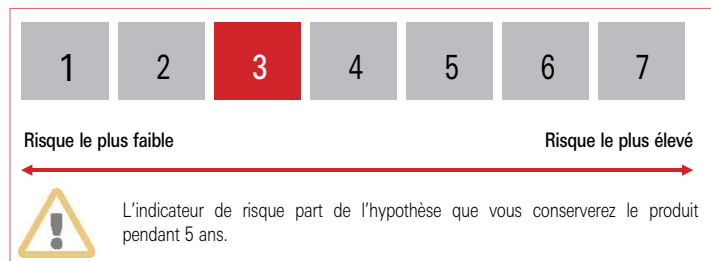 1 2 3 4 5 6 7
Risque le plus faible Risque le plus élevé
L'indicateur de risque part de l'hypothèse que vous conserverez le produit
pendant 5 ans.